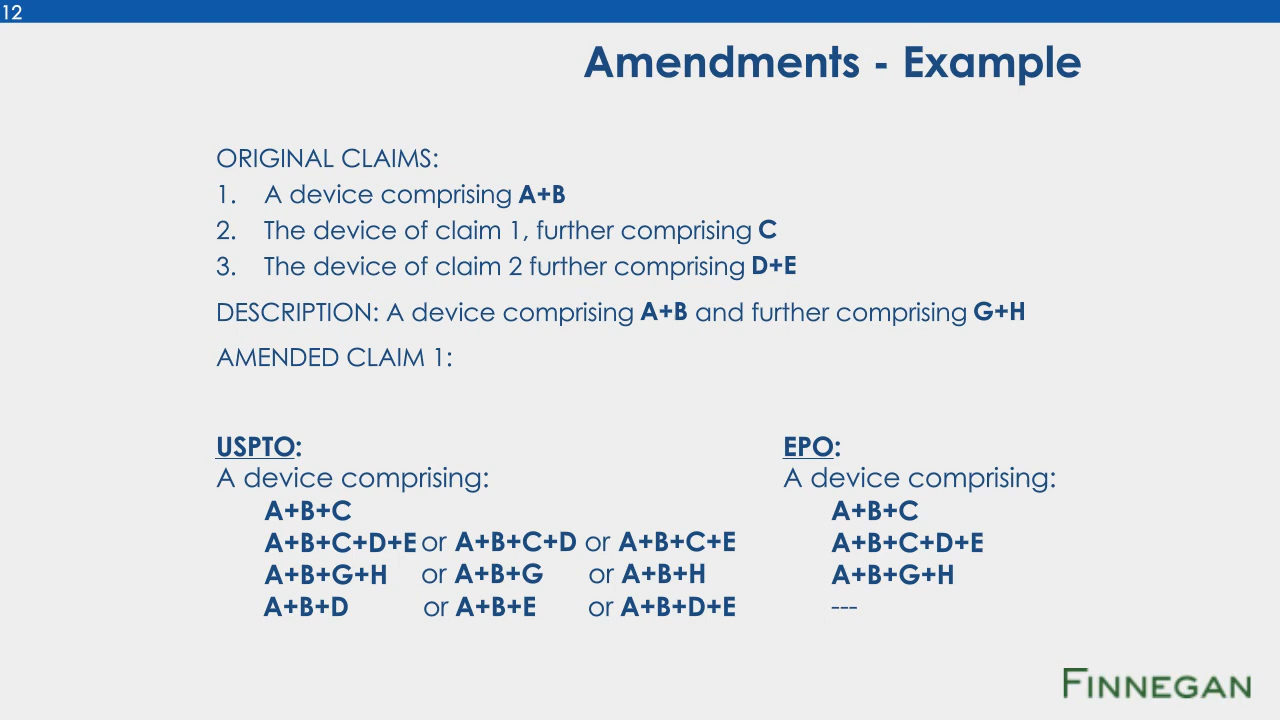 12
Amendments - Example
ORIGINAL CLAIMS:
1. A device comprising A+B
2. The device of claim 1, further comprising C
3. The device of claim 2 further comprising D+E
DESCRIPTION: A device comprising A+B and further comprising G+H
AMENDED CLAIM 1:
USPTO:
A device comprising:
A+B+C
A+B+C+D+E or A+B+C+D or A+B+C+E
A+B+G+H or A+B+G or A+B+H
A+B+D or A+B+E or A+B+D+E
EPO:
A device comprising:
A+B+C
A+B+C+D+E
A+B+G+H
---
FINNEGAN